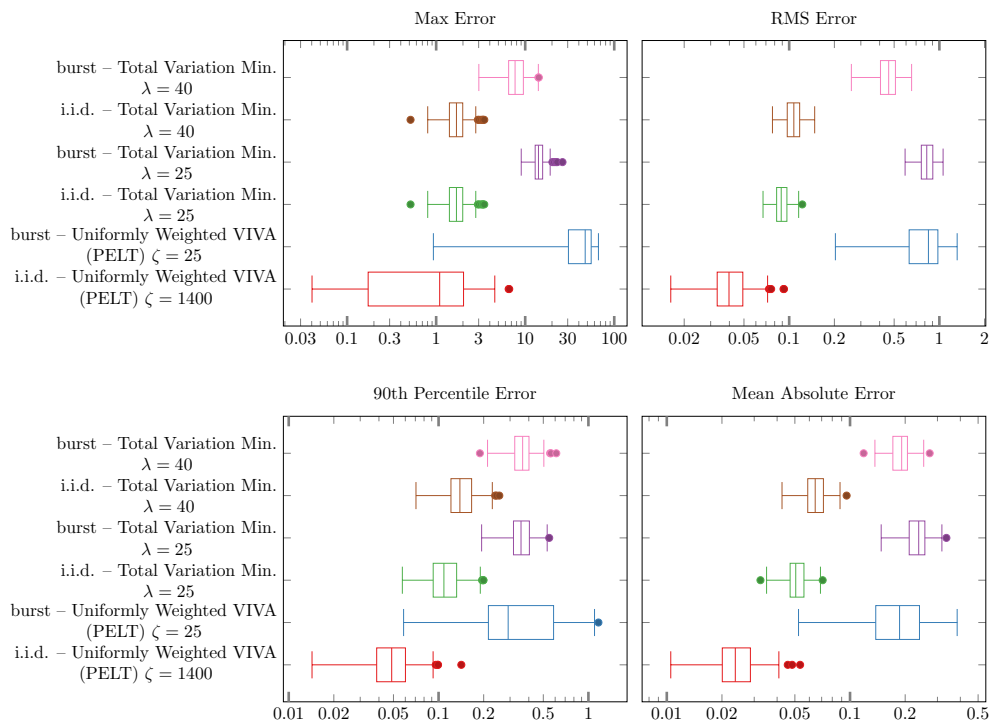 Max Error
RMS Error
burst – Total Variation Min.
λ = 40
i.i.d. – Total Variation Min.
λ = 40
burst – Total Variation Min.
λ = 25
i.i.d. – Total Variation Min.
λ = 25
burst – Uniformly Weighted VIVA
(PELT) ζ = 25
i.i.d. – Uniformly Weighted VIVA
(PELT) ζ = 1400
0.03 0.1 1 3 10 30 100
0.02 0.05 0.1 0.2 0.5 1 2
90th Percentile Error
Mean Absolute Error
burst – Total Variation Min.
λ = 40
i.i.d. – Total Variation Min.
λ = 40
burst – Total Variation Min.
λ = 25
i.i.d. – Total Variation Min.
λ = 25
burst – Uniformly Weighted VIVA
(PELT) ζ = 25
i.i.d. – Uniformly Weighted VIVA
(PELT) ζ = 1400
0.01 0.02 0.05 0.1 0.2 0.5 1
0.01 0.02 0.05 0.1 0.2 0.5